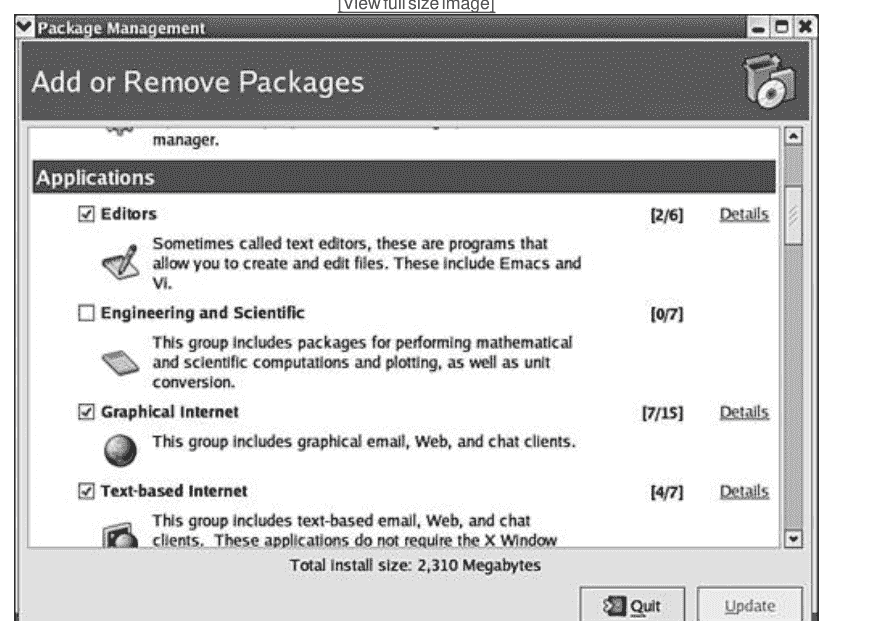 [View full size image]
Package Management
Add or Remove Packages
manager.
Applications
Editors [2/6] Details
Sometimes called text editors, these are programs that
allow you to create and edit files. These include Emacs and
Vi.
Engineering and Scientific [0/7]
This group includes packages for performing mathematical
and scientific computations and plotting, as well as unit
conversion.
Graphical Internet [7/15] Details
This group includes graphical email, Web, and chat clients.
Text-based Internet [4/7] Details
This group includes text-based email, Web, and chat
clients. These applications do not require the X Window
Total install size: 2,310 Megabytes
Quit Update